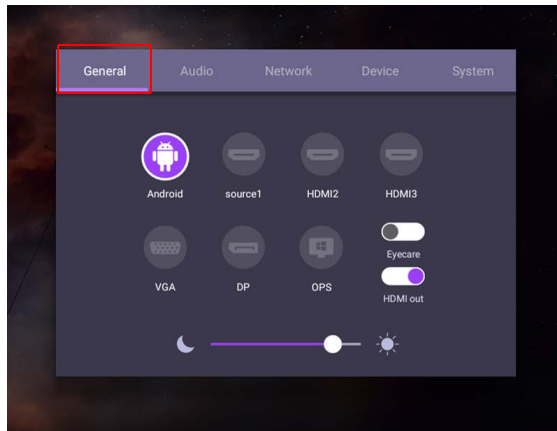 General Audio Network Device System
Android source1 HDMI2 HDMI3
Eyecare
VGA DP OPS
HDMI out